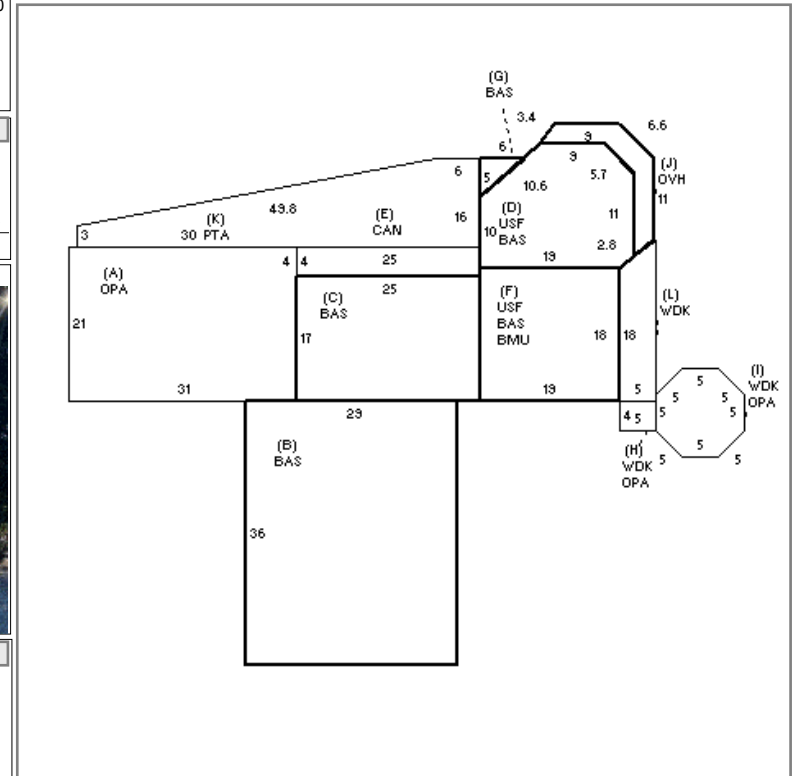 (G)
BAS
3.4
6.6
6
9
9
(J)
OVH
11
6
5
5.7
10.6
49.8
(K)
30 PTA
(E)
CAN
16
(D)
USF
BAS
11
10
2.8
3
19
(A)
OPA
4
4
25
25
(C)
BAS
(F)
USF
BAS
BMU
(L)
WDK
21
17
18
18
31
19
5
29
4
5
(B)
BAS
36
5
5
5
5
5
5
5
5
(I)
WDK
OPA
(H)
WDK
OPA